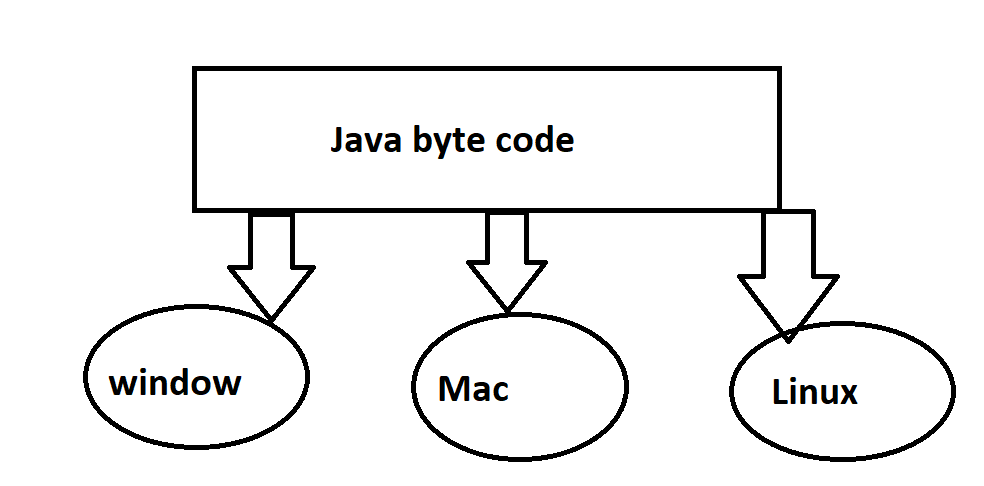 Java byte code
window
Mac
Linux